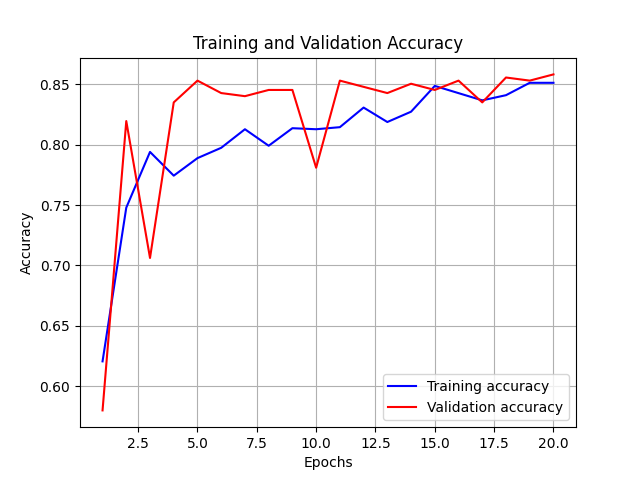 Training and Validation Accuracy
0.85
0.80
0.75
0.70
0.65
0.60
Accuracy
Training accuracy
Validation accuracy
2.5 5.0 7.5 10.0 12.5 15.0 17.5 20.0
Epochs